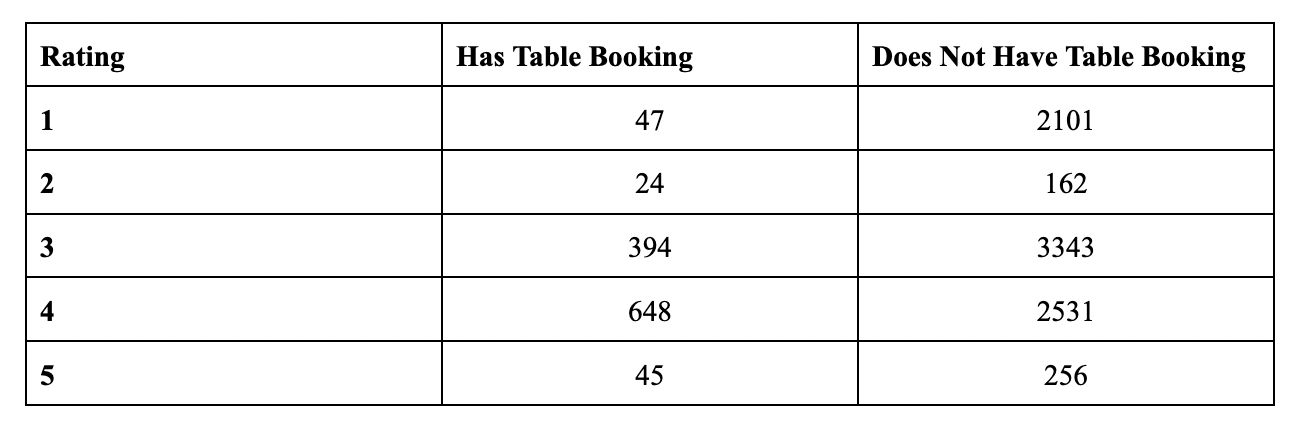 Rating Has Table Booking Does Not Have Table Booking
1 47 2101
2 24 162
3 394 3343
4 648 2531
5 45 256